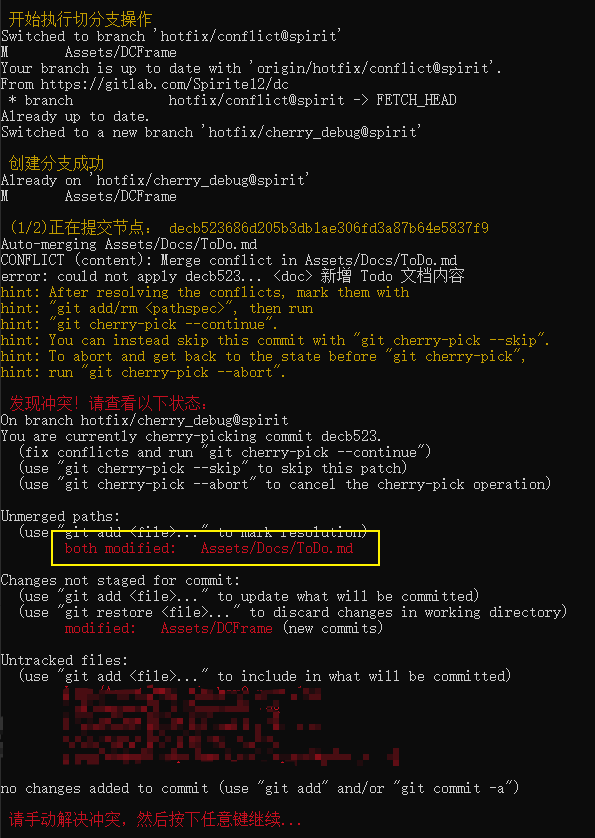 开始执行切分支操作
Switched to branch 'hotfix/conflict@spirit'
M       Assets/DCFrame
Your branch is up to date with 'origin/hotfix/conflict@spirit'.
From https://gitlab.com/Spirite12/dc
 * branch            hotfix/conflict@spirit -> FETCH_HEAD
Already up to date.
Switched to a new branch 'hotfix/cherry_debug@spirit'
创建分支成功
Already on 'hotfix/cherry_debug@spirit'
M       Assets/DCFrame
(1/2)正在提交节点： decb523686d205b3db1ae306fd3a87b64e5837f9
Auto-merging Assets/Docs/ToDo.md
CONFLICT (content): Merge conflict in Assets/Docs/ToDo.md
error: could not apply decb523... <doc> 新增 Todo 文档内容
hint: After resolving the conflicts, mark them with
hint: "git add/rm <pathspec>", then run
hint: "git cherry-pick --continue".
hint: You can instead skip this commit with "git cherry-pick --skip".
hint: To abort and get back to the state before "git cherry-pick",
hint: run "git cherry-pick --abort".
发现冲突！请查看以下状态：
On branch hotfix/cherry_debug@spirit
You are currently cherry-picking commit decb523.
  (fix conflicts and run "git cherry-pick --continue")
  (use "git cherry-pick --skip" to skip this patch)
  (use "git cherry-pick --abort" to cancel the cherry-pick operation)
Unmerged paths:
  (use "git add <file>..." to mark resolution)
both modified:   Assets/Docs/ToDo.md
Changes not staged for commit:
  (use "git add <file>..." to update what will be committed)
  (use "git restore <file>..." to discard changes in working directory)
modified:   Assets/DCFrame (new commits)
Untracked files:
  (use "git add <file>..." to include in what will be committed)
no changes added to commit (use "git add" and/or "git commit -a")
请手动解决冲突，然后按下任意键继续...